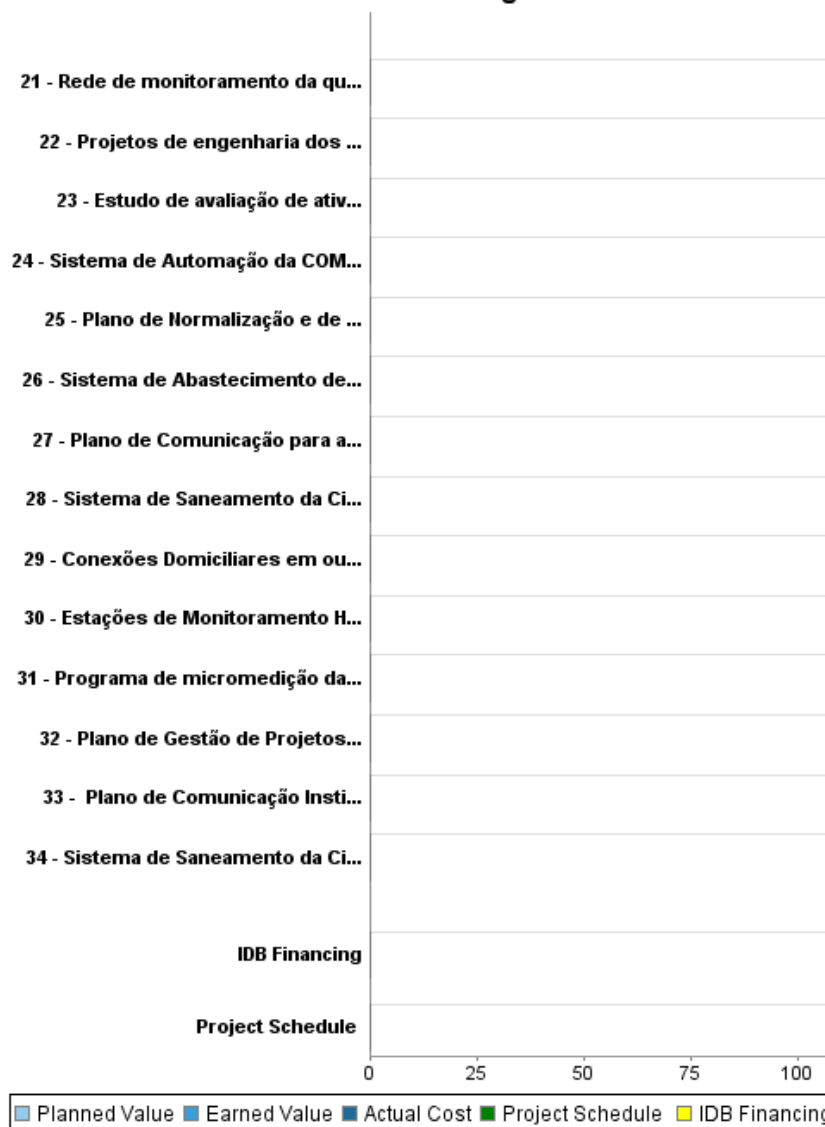 21 - Rede de monitoramento da qu...
22 - Projetos de engenharia dos ...
23 - Estudo de avaliação de ativ...
24 - Sistema de Automação da COM...
25 - Plano de Normalização e de ...
26 - Sistema de Abastecimento de...
27 - Plano de Comunicação para a...
28 - Sistema de Saneamento da Ci...
29 - Conexões Domiciliares em ou...
30 - Estações de Monitoramento H...
31 - Programa de micromedição da...
32 - Plano de Gestão de Projetos...
33 -  Plano de Comunicação Insti...
34 - Sistema de Saneamento da Ci...
IDB Financing
Project Schedule
0 25 50 75 100
Planned Value Earned Value Actual Cost Project Schedule IDB Financing